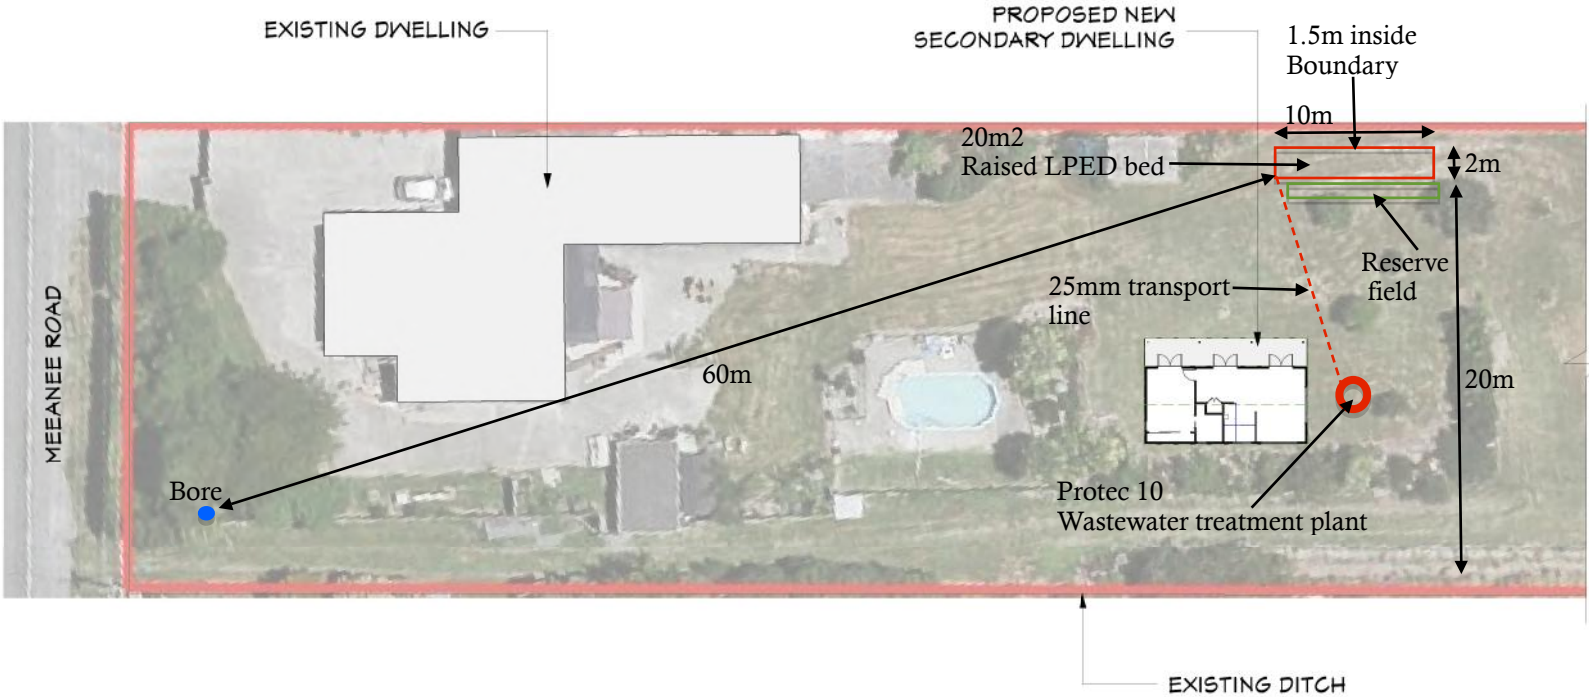 EXISTING DWELLING
PROPOSED NEW
SECONDARY DWELLING
1.5m inside
Boundary
10m
20m2
Raised LPED bed
2m
Reserve
field
25mm transport
line
60m
20m
MEEANEE ROAD
Bore
Protec 10
Wastewater treatment plant
EXISTING DITCH